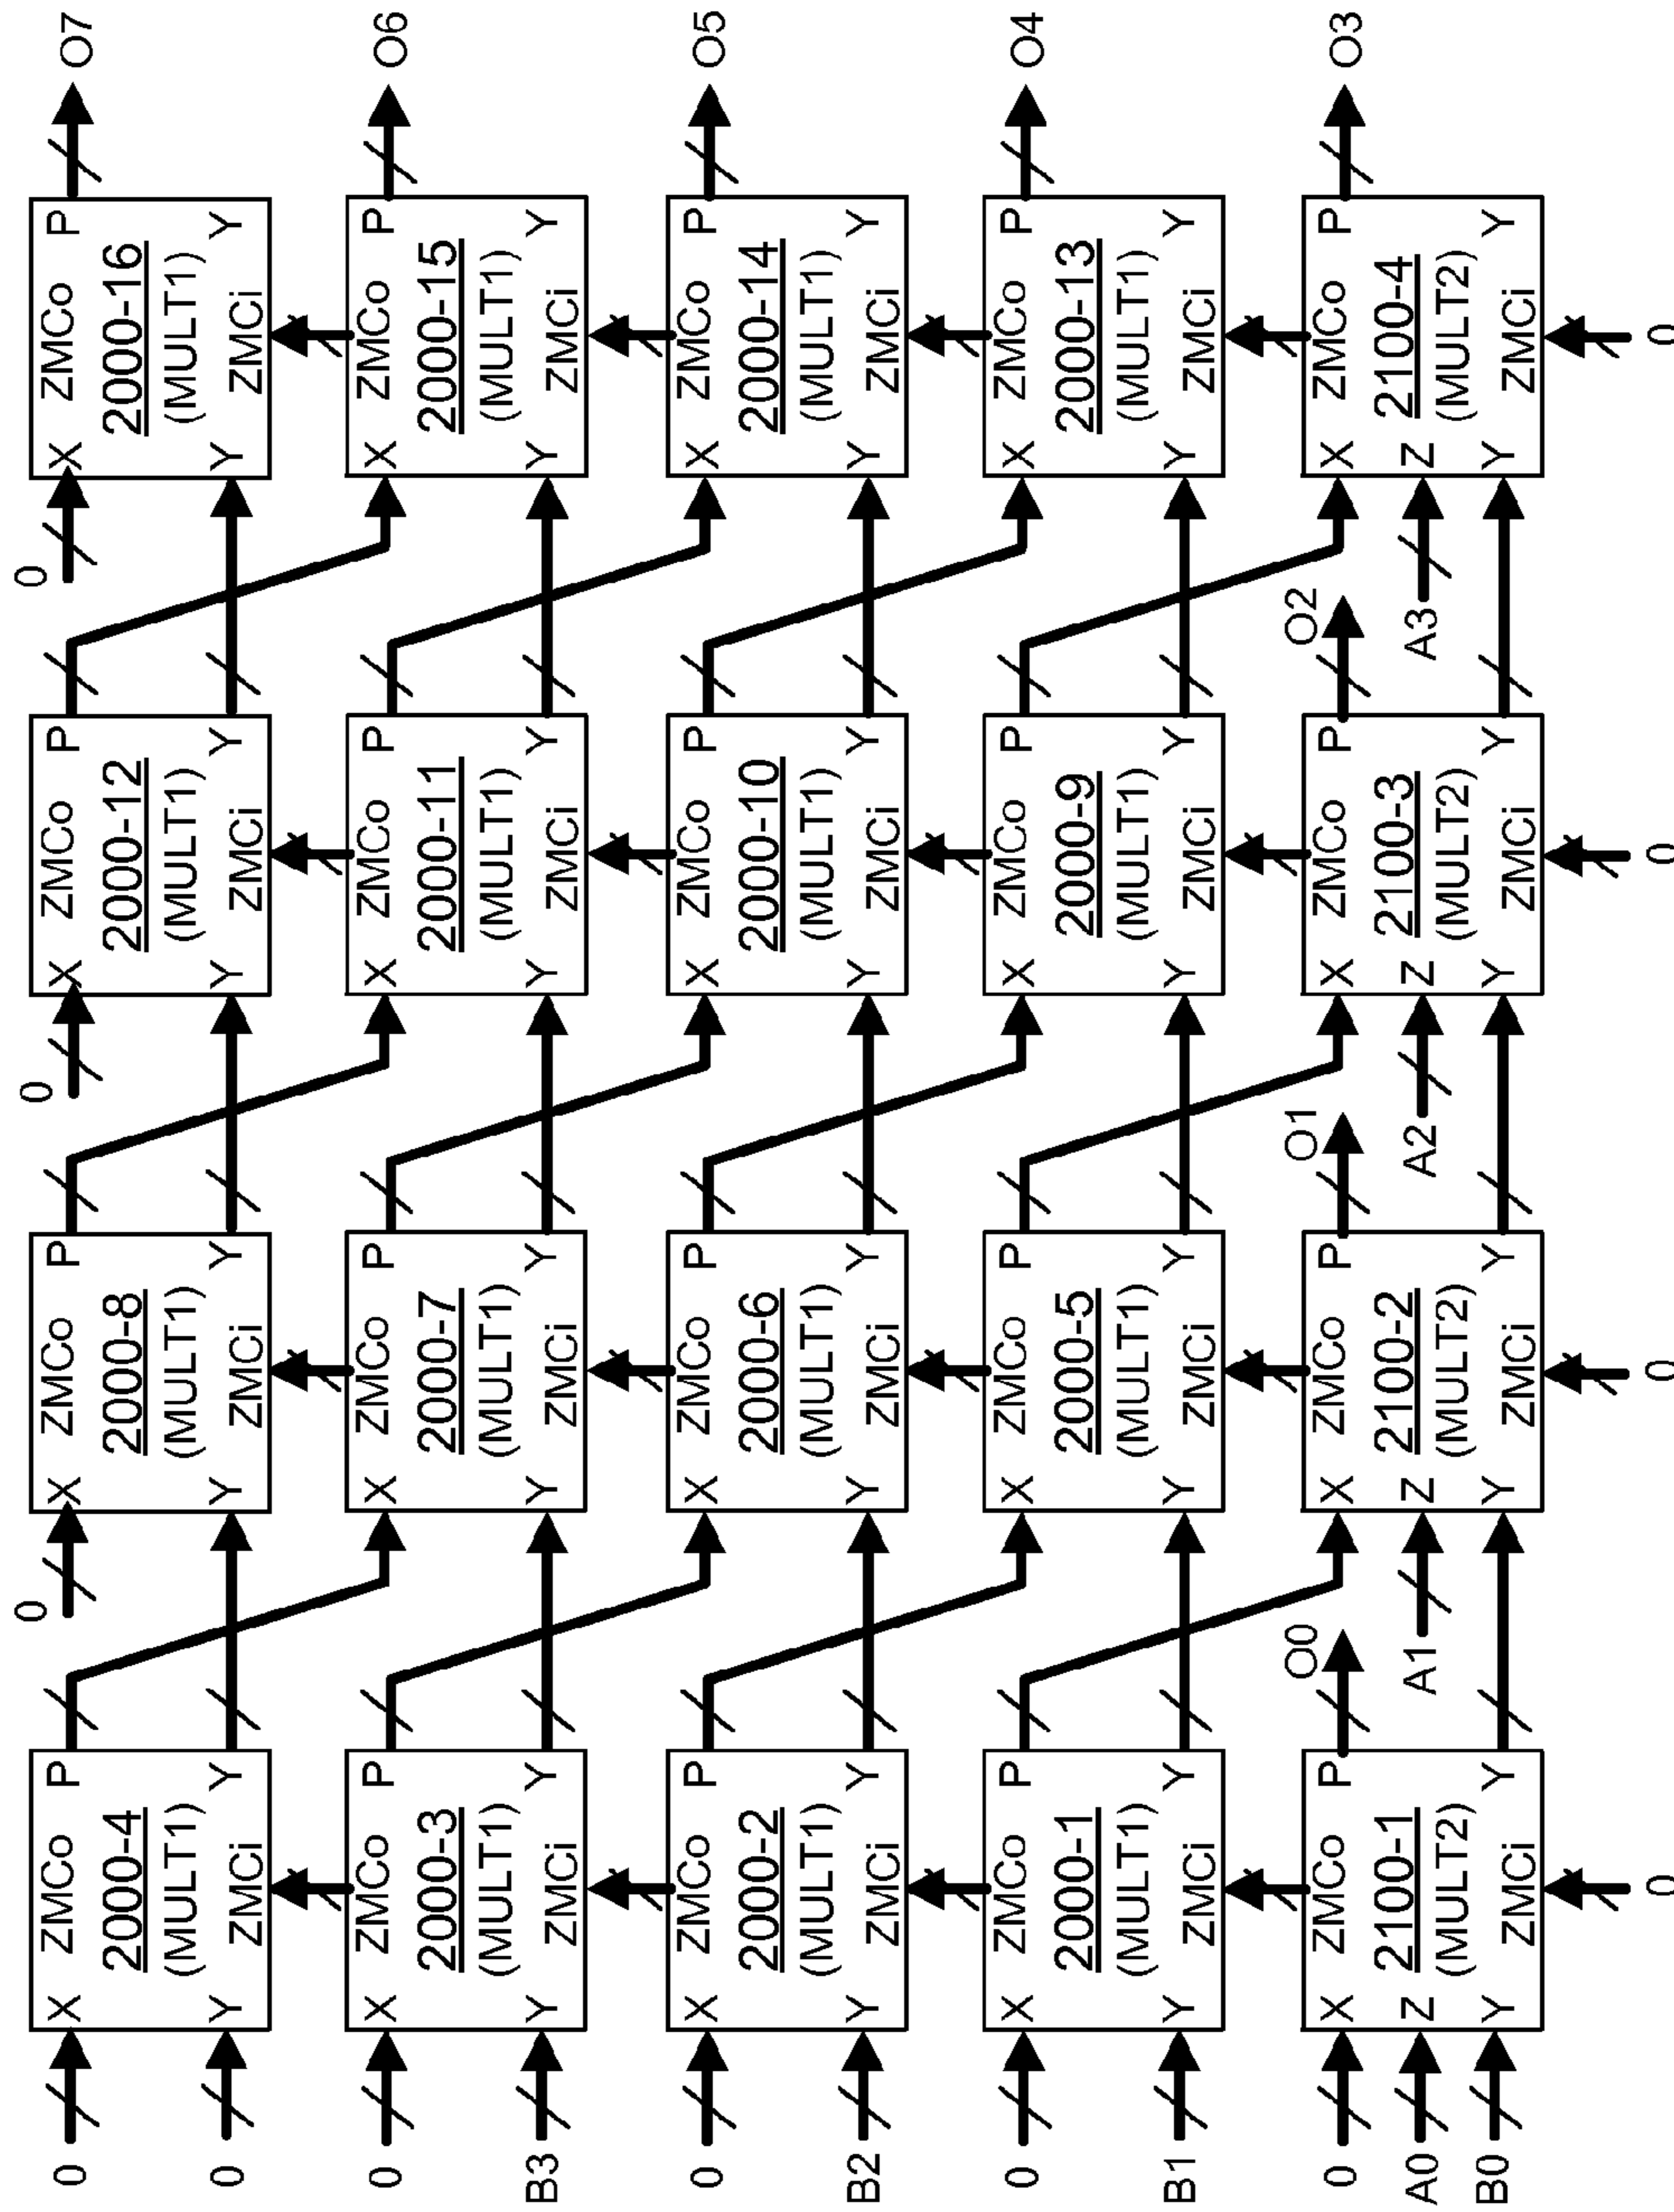 0
0
X ZMCo P
2000-4
(MULT1)
Y ZMCi Y
0
X ZMCo P
2000-8
(MULT1)
Y ZMCi Y
0
X ZMCo P
2000-12
(MULT1)
Y ZMCi Y
0
X ZMCo P
2000-16
(MULT1)
Y ZMCi Y
O7
0
B3
X ZMCo P
2000-3
(MULT1)
Y ZMCi Y
X ZMCo P
2000-7
(MULT1)
Y ZMCi Y
X ZMCo P
2000-11
(MULT1)
Y ZMCi Y
X ZMCo P
2000-15
(MULT1)
Y ZMCi Y
O6
0
B2
X ZMCo P
2000-2
(MULT1)
Y ZMCi Y
X ZMCo P
2000-6
(MULT1)
Y ZMCi Y
X ZMCo P
2000-10
(MULT1)
Y ZMCi Y
X ZMCo P
2000-14
(MULT1)
Y ZMCi Y
O5
0
B1
X ZMCo P
2000-1
(MULT1)
Y ZMCi Y
X ZMCo P
2000-5
(MULT1)
Y ZMCi Y
X ZMCo P
2000-9
(MULT1)
Y ZMCi Y
X ZMCo P
2000-13
(MULT1)
Y ZMCi Y
O4
0
A0
B0
X ZMCo P
2100-1
Z (MULT2)
Y ZMCi Y
0
O0
A1
X ZMCo P
2100-2
Z (MULT2)
Y ZMCi Y
0
O1
A2
X ZMCo P
2100-3
Z (MULT2)
Y ZMCi Y
0
O2
A3
X ZMCo P
2100-4
Z (MULT2)
Y ZMCi Y
0
O3